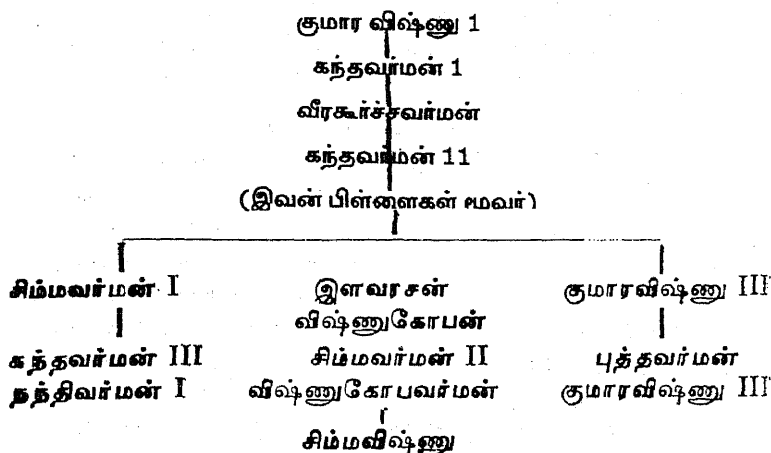 குமார விஷ்ணு 1
கந்தவர்மன் 1
வீரகூர்ச்சவர்மன்
கந்தவர்மன் 11
(இவன் பிள்ளைகள் மூவர்)
சிம்மவர்மன் I இளவரசன் குமாரவிஷ்ணு III
விஷ்ணுகோபன்
கந்தவர்மன் III சிம்மவர்மன் II புத்தவர்மன்
நந்திவர்மன் I விஷ்ணுகோபவர்மன் குமாரவிஷ்ணு III
சிம்மவிஷ்ணு